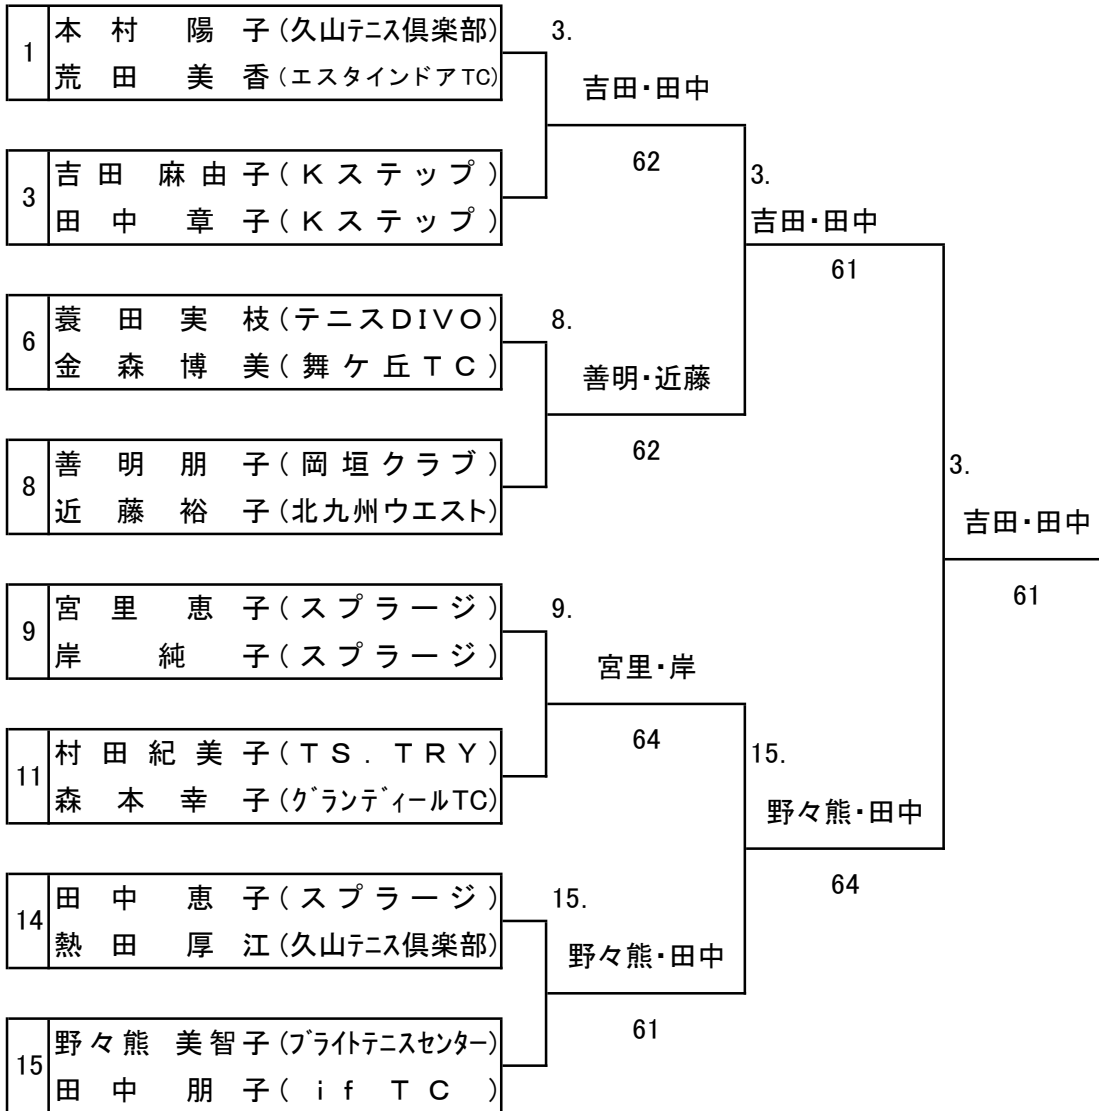 1
本村 陽子(久山テニス倶楽部)
荒田 美香(エスタインドアTC)
3.
吉田・田中
62
3
吉田 麻由子(Kステップ)
田中 章子(Kステップ)
3.
吉田・田中
61
6
蓑田 実枝(テニスDIVO)
金森 博美(舞ケ丘TC)
8.
善明・近藤
62
8
善明 朋子(岡垣クラブ)
近藤 裕子(北九州ウエスト)
3.
吉田・田中
61
9
宮里 恵子(スプラージ)
岸 純子(スプラージ)
9.
宮里・岸
64
11
村田 紀美子(TS.TRY)
森本 幸子(グランディールTC)
15.
野々熊・田中
64
14
田中 恵子(スプラージ)
熱田 厚江(久山テニス倶楽部)
15.
野々熊・田中
61
15
野々熊 美智子(ブライトテニスセンター)
田中 朋子(if TC)